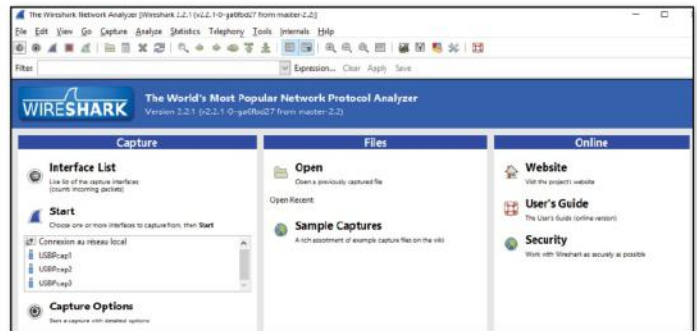 The Wireshark Network Analyzer [Wireshark 2.2.1 (v2.2.1-0-ga6fbd27 from master-2.2)]
File Edit View Go Capture Analyze Statistics Telephony Tools Internals Help
Filter: Expression... Clear Apply Save
WIRESHARK
The World's Most Popular Network Protocol Analyzer
Version 2.2.1 (v2.2.1-0-ga6fbd27 from master-2.2)
Capture
Interface List
Live list of the capture interfaces
(counts incoming packets)
Start
Choose one or more interfaces to capture from, then Start
Connexion au réseau local
USBPcap1
USBPcap2
USBPcap3
Capture Options
Start a capture with detailed options
Files
Open
Open a previously captured file
Open Recent:
Sample Captures
A rich assortment of example capture files on the wiki
Online
Website
Visit the project's website
User's Guide
The User's Guide (online version)
Security
Work with Wireshark as securely as possible